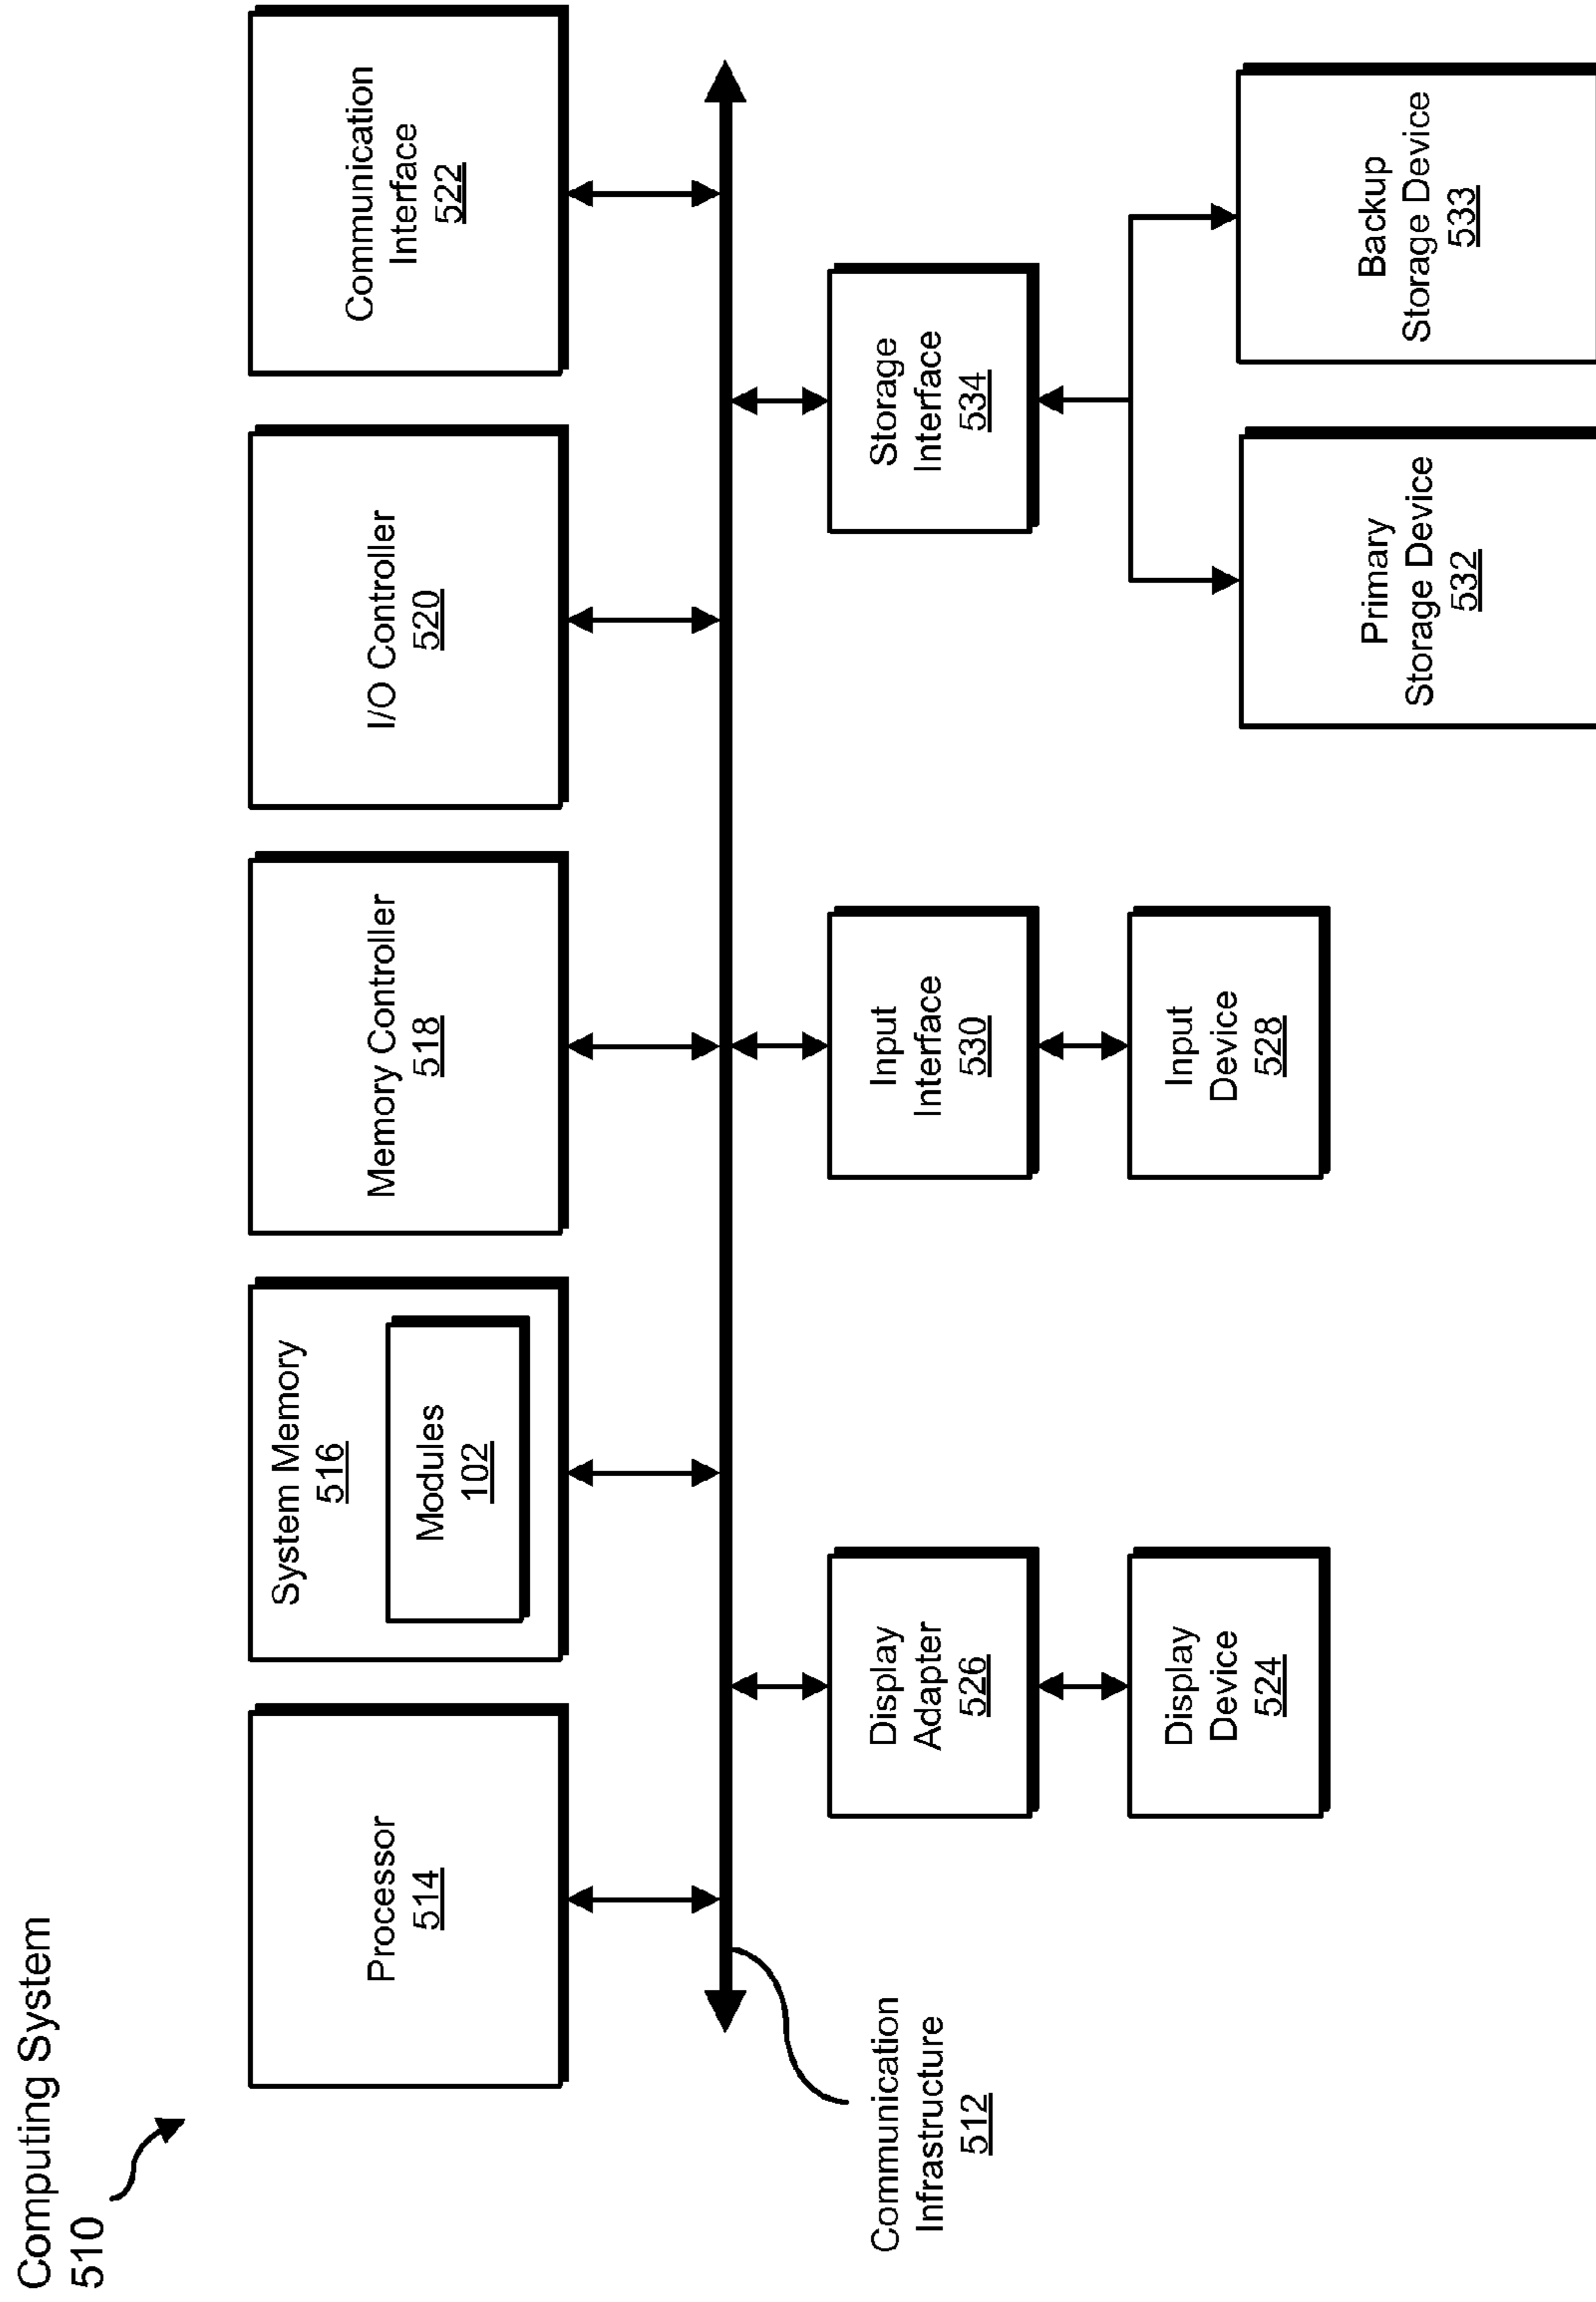 Computing System
510
Processor
514
System Memory
516
Modules
102
Memory Controller
518
I/O Controller
520
Communication
Interface
522
Communication
Infrastructure
512
Display
Adapter
526
Input
Interface
530
Storage
Interface
534
Display
Device
524
Input
Device
528
Primary
Storage Device
532
Backup
Storage Device
533